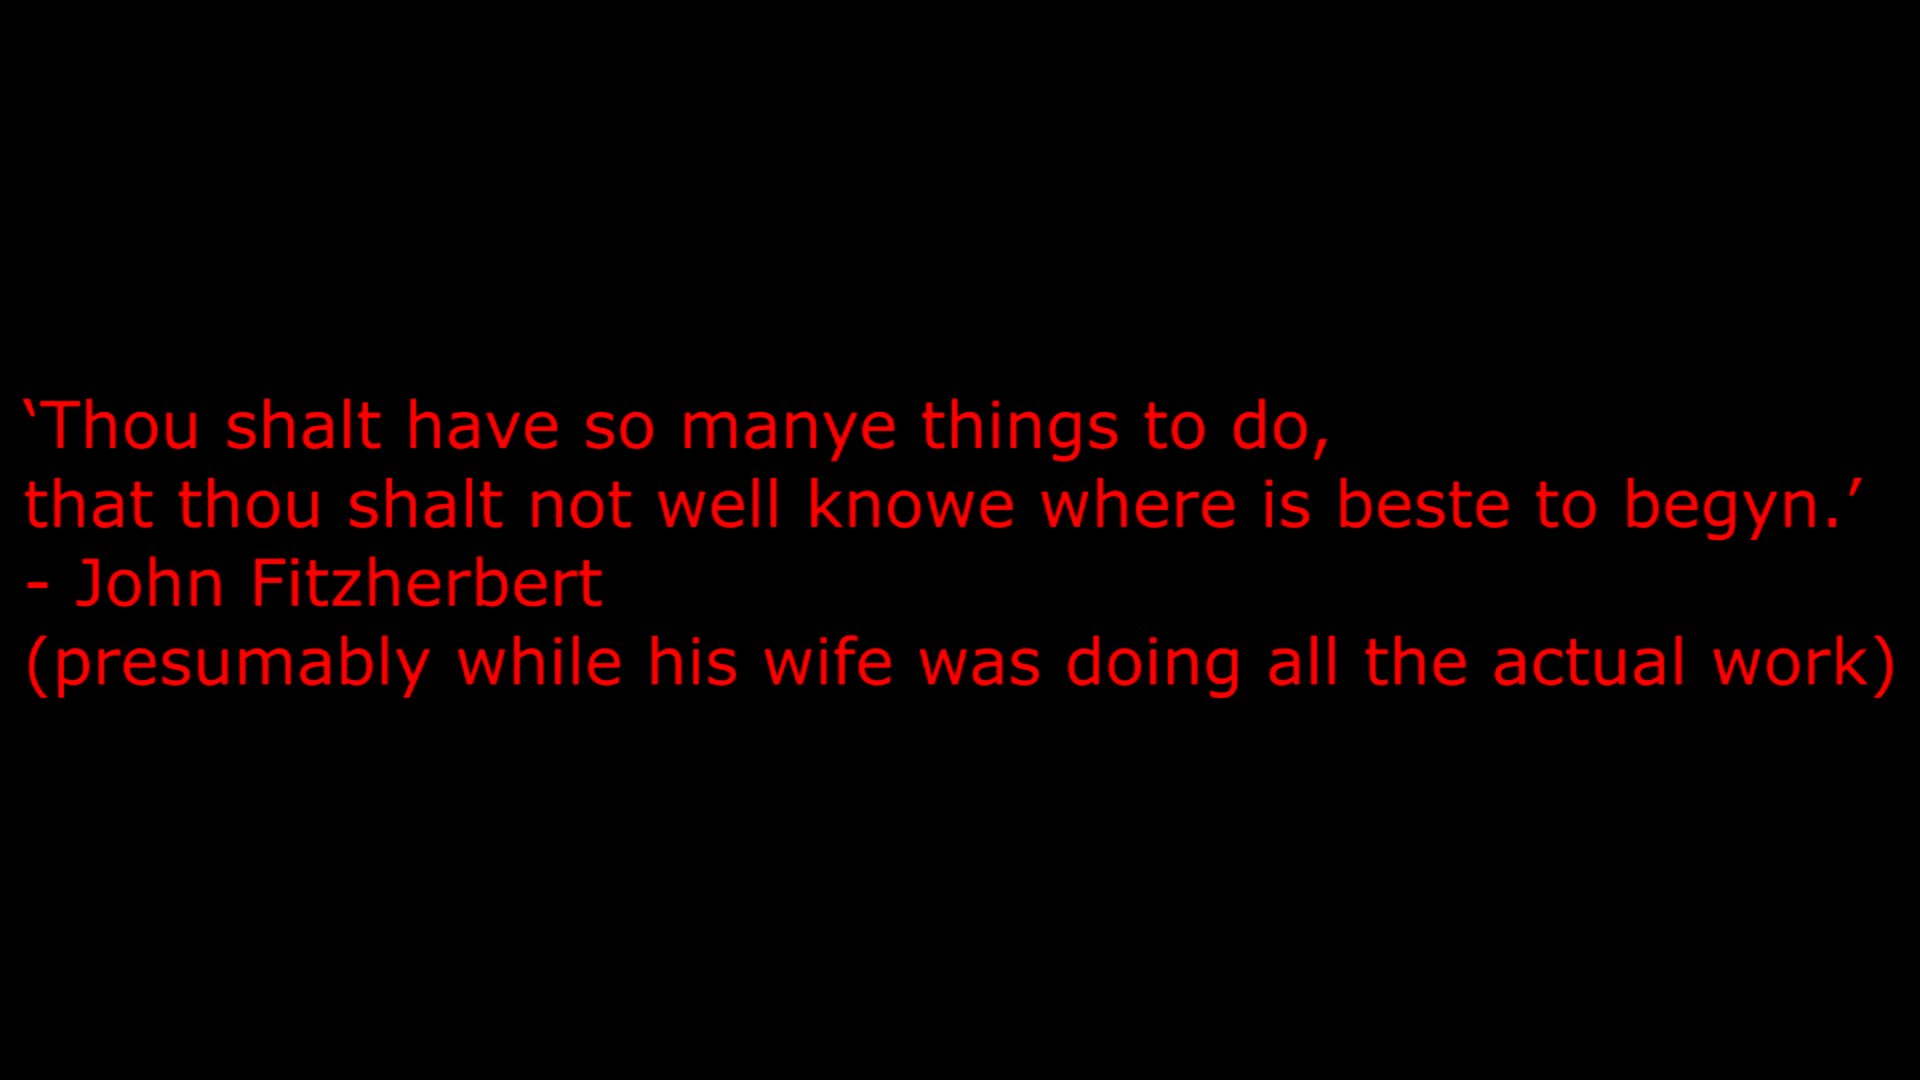 ‘Thou shalt have so manye things to do,
that thou shalt not well knowe where is beste to begyn.’
- John Fitzherbert
(presumably while his wife was doing all the actual work)